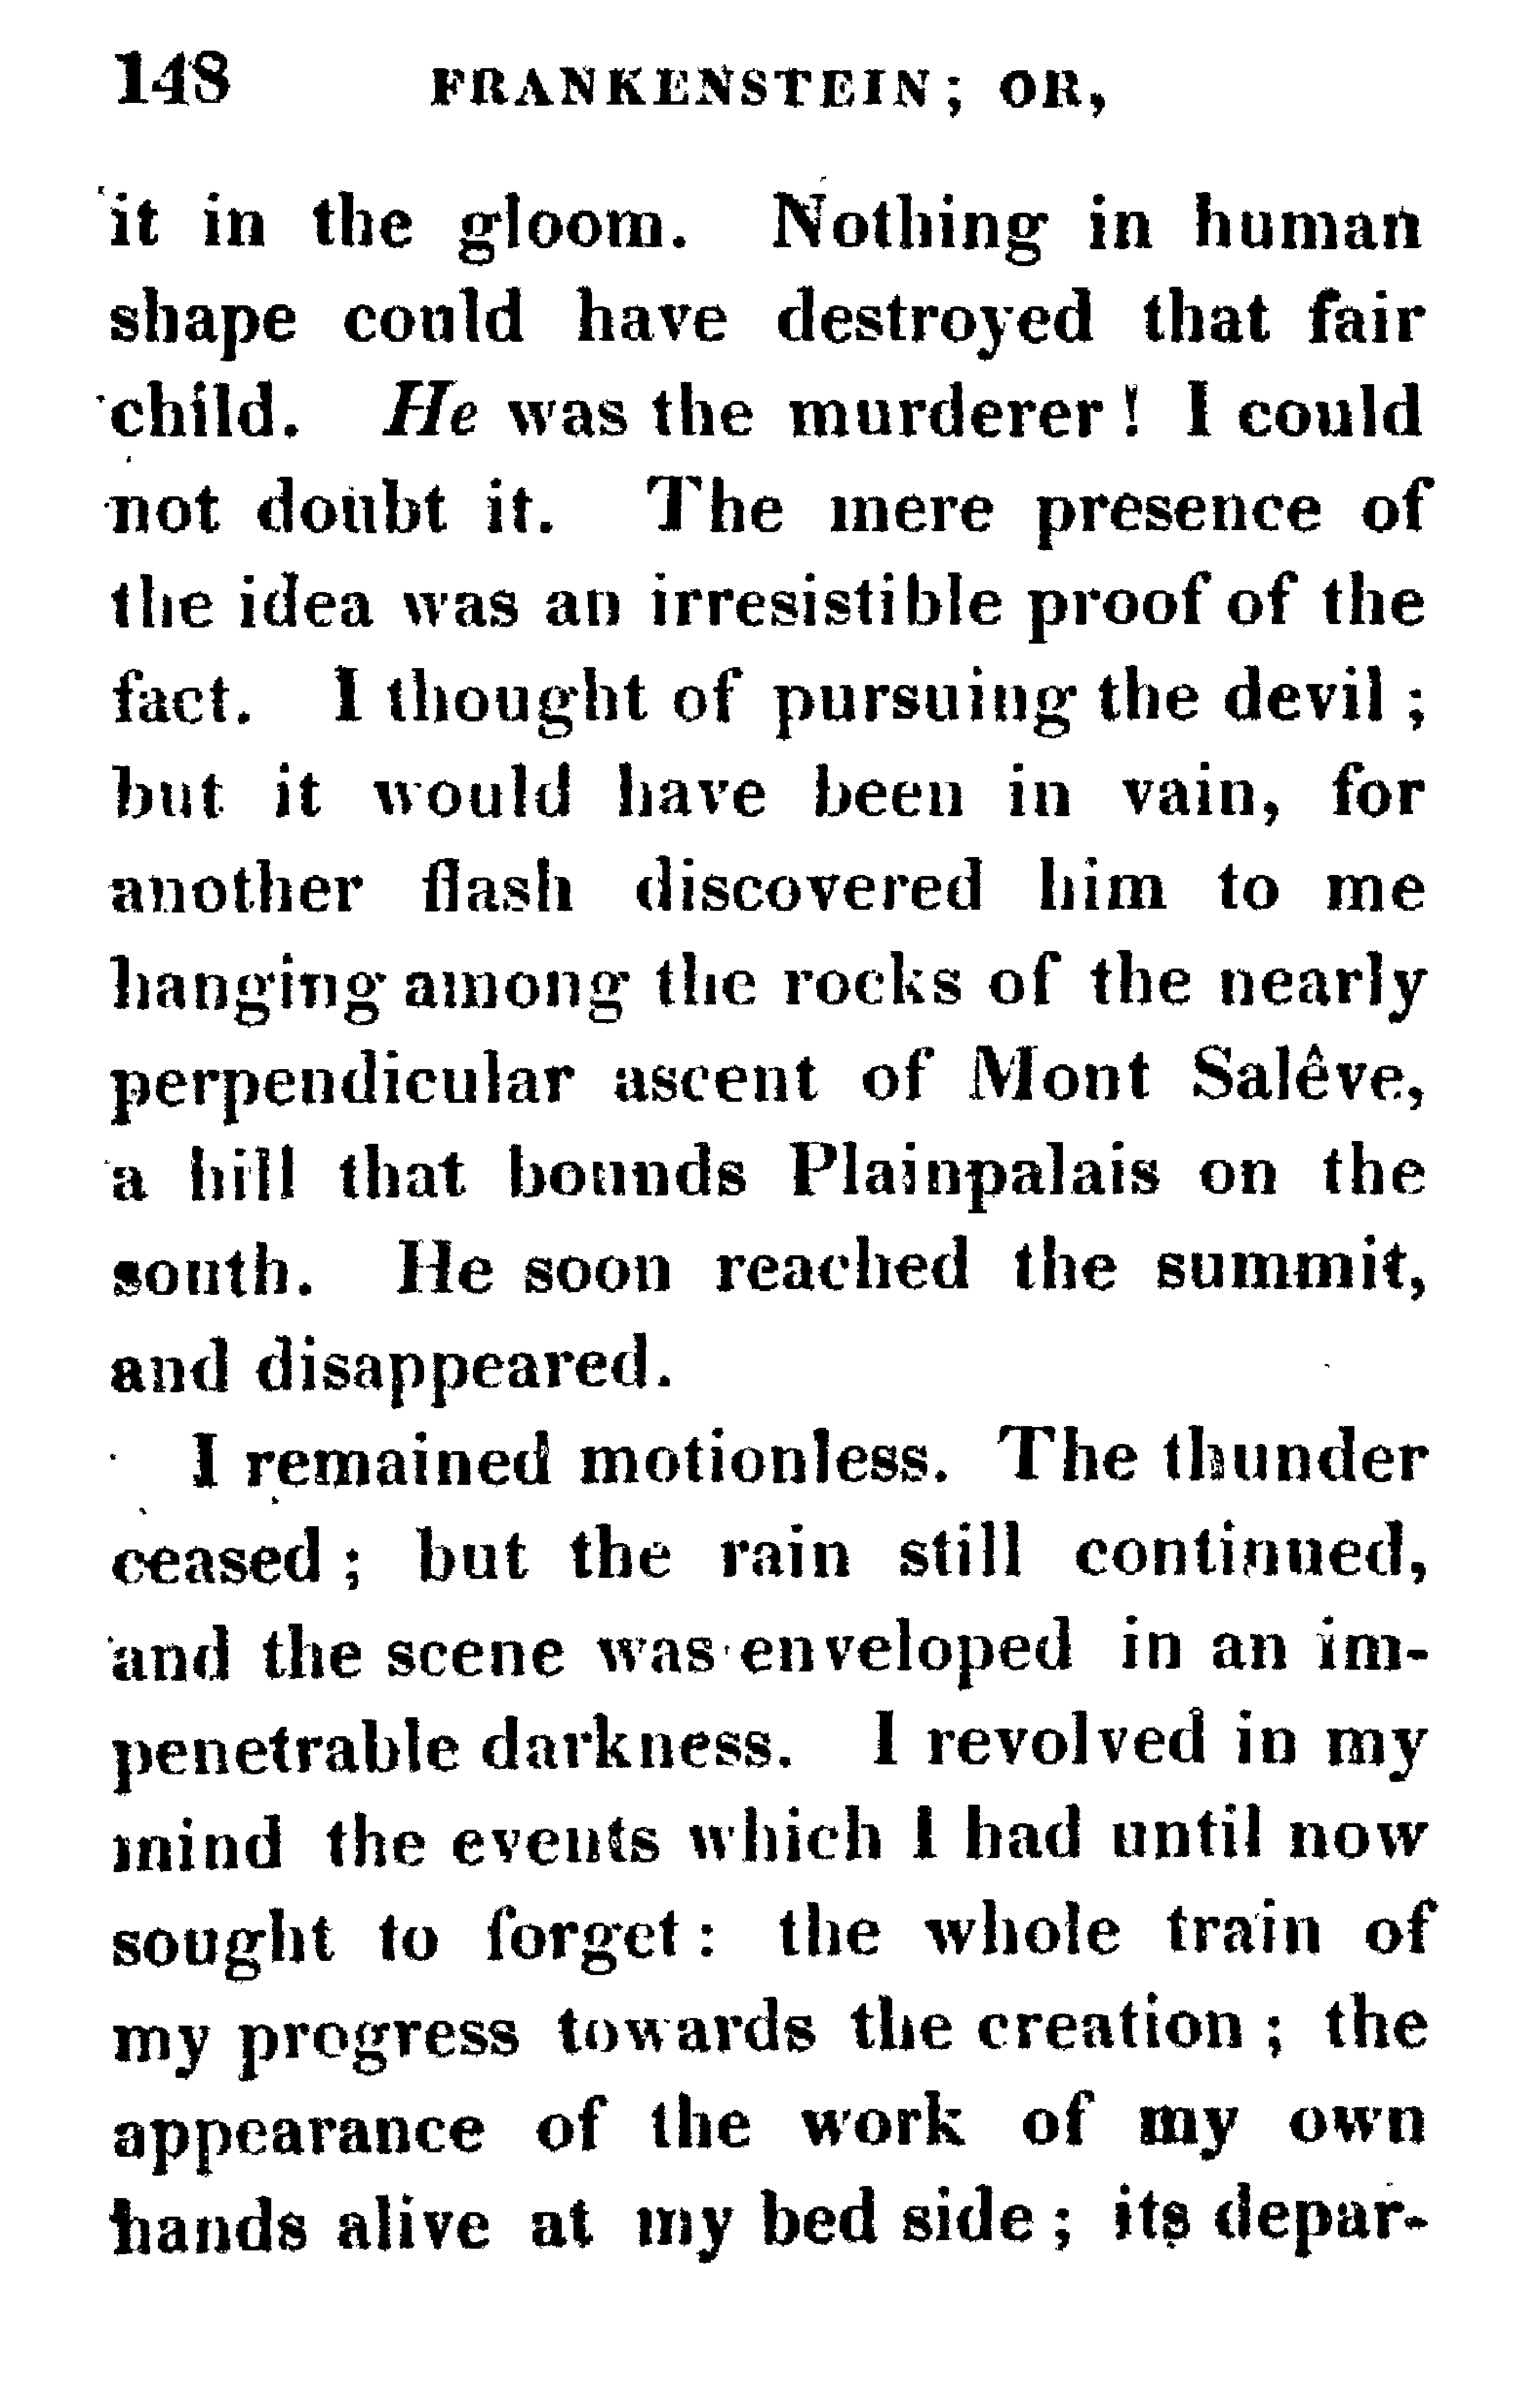 148 FRANKENSTEIN; OR,
it in the gloom. Nothing in human
shape could have destroyed that fair
child. He was the murderer! I could
not doubt it. The mere presence of
the idea was an irresistible proof of the
fact. I thought of pursuing the devil;
but it would have been in vain, for
another flash discovered him to me
hanging among the rocks of the nearly
perpendicular ascent of Mont Salêve,
a hill that bounds Plainpalais on the
south. He soon reached the summit,
and disappeared.
I remained motionless. The thunder
ceased; but the rain still continued,
and the scene was enveloped in an im-
penetrable darkness. I revolved in my
mind the events which I had until now
sought to forget: the whole train of
my progress towards the creation; the
appearance of the work of my own
hands alive at my bed side; its depar-